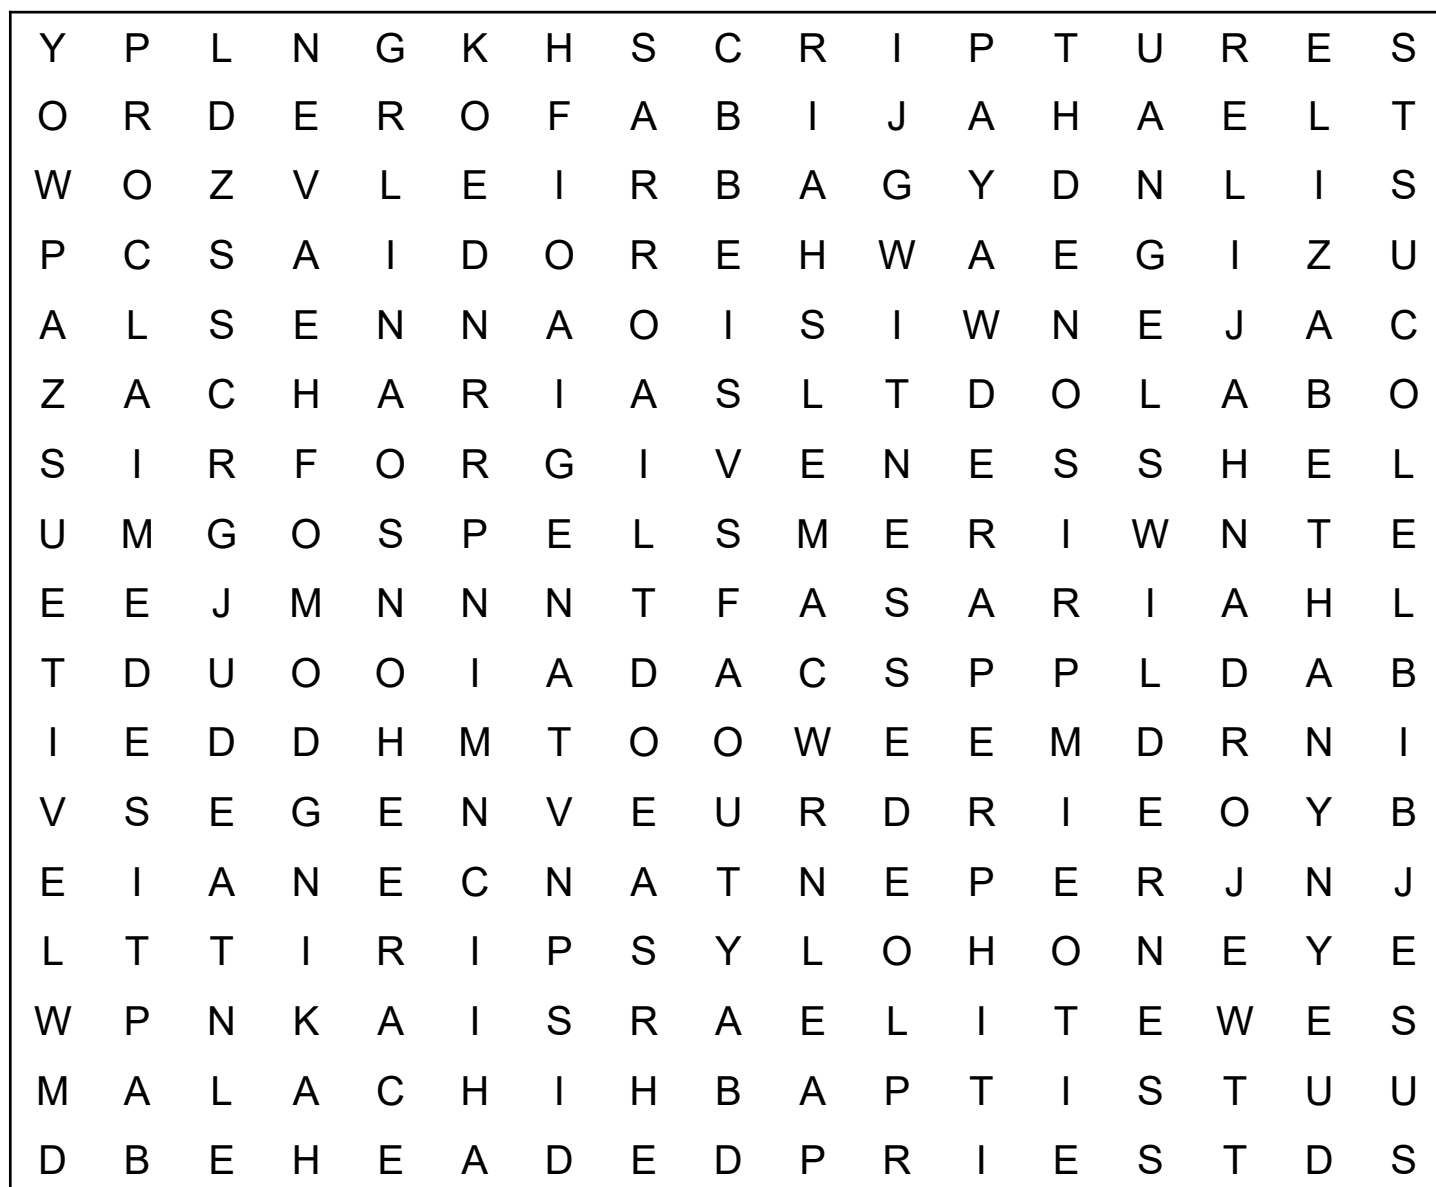 Y P L N G K H S C R I P T U R E S
O R D E R O F A B I J A H A E L T
W O Z V L E I R B A G Y D N L I S
P C S A I D O R E H W A E G I Z U
A L S E N N A O I S I W N E J A C
Z A C H A R I A S L T D O L A B O
S I R F O R G I V E N E S S H E L
U M G O S P E L S M E R I W N T E
E E J M N N N T F A S A R I A H L
T D U O O I A D A C S P P L D A B
I E D D H M T O O W E E M D R N I
V S E G E N V E U R D R I E O Y B
E I A N E C N A T N E P E R J N J
L T T I R I P S Y L O H O N E Y E
W P N K A I S R A E L I T E W E S
M A L A C H I H B A P T I S T U U
D B E H E A D E D P R I E S T D S